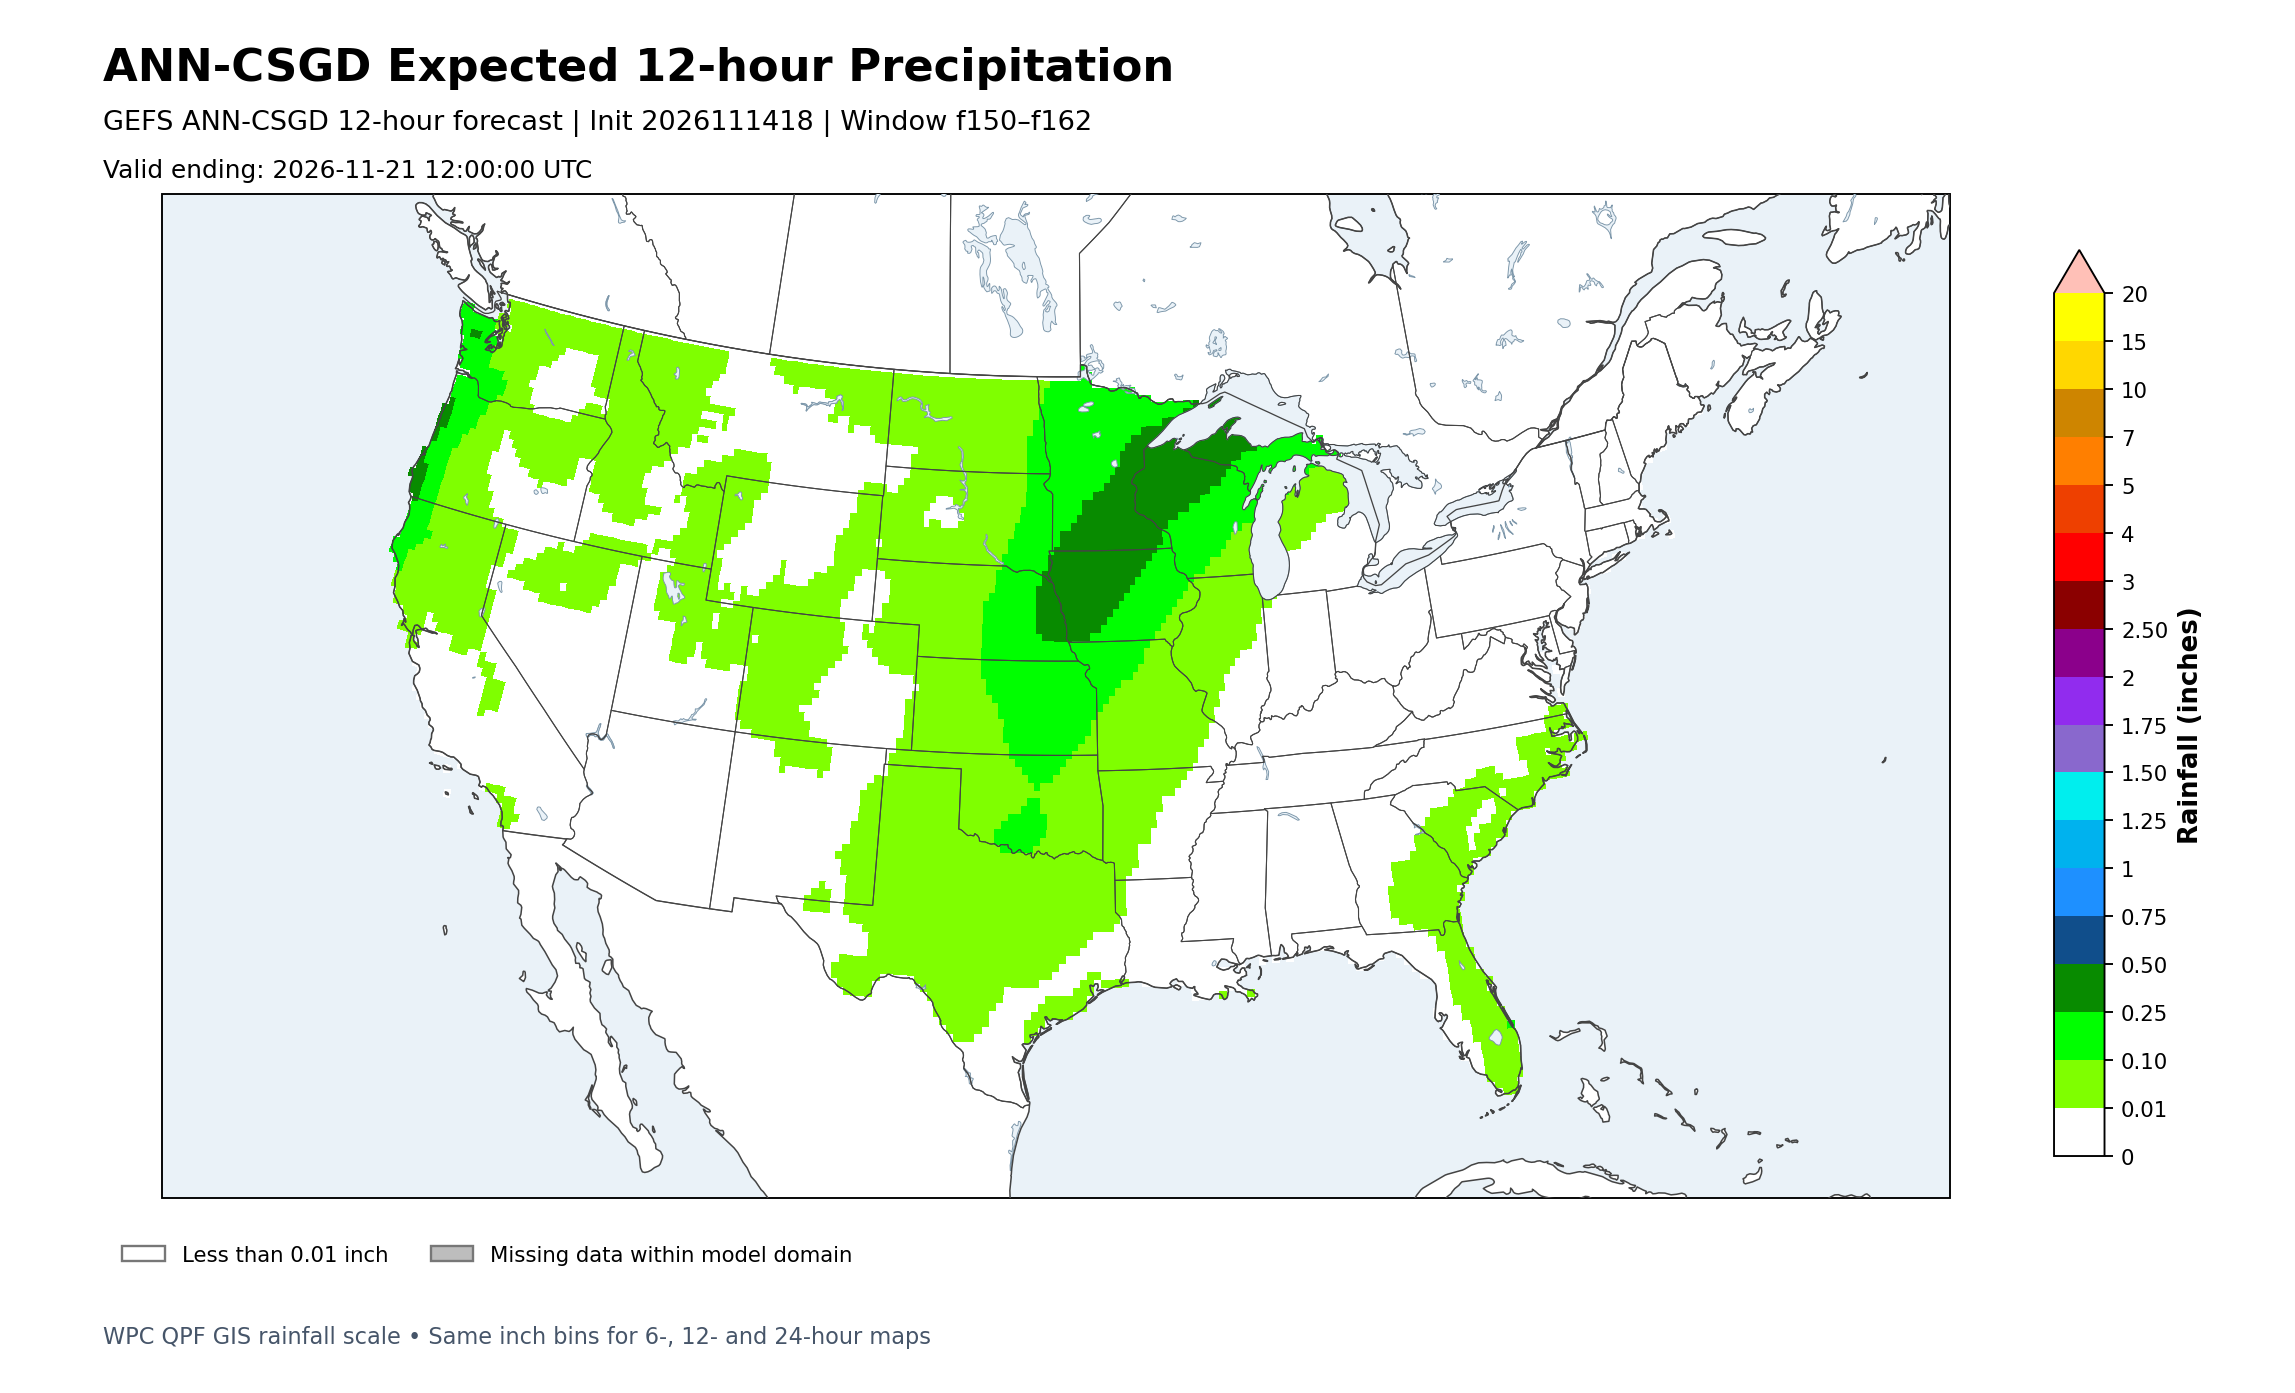 ANN-CSGD Expected 12-hour Precipitation
GEFS ANN-CSGD 12-hour forecast | Init 2026111418 | Window f150–f162
Valid ending: 2026-11-21 12:00:00 UTC
20
15
10
7
5
4
3
2.50
2
1.75
1.50
1.25
1
0.75
0.50
0.25
0.10
0.01
0
Rainfall (inches)
Less than 0.01 inch
Missing data within model domain
WPC QPF GIS rainfall scale • Same inch bins for 6-, 12- and 24-hour maps